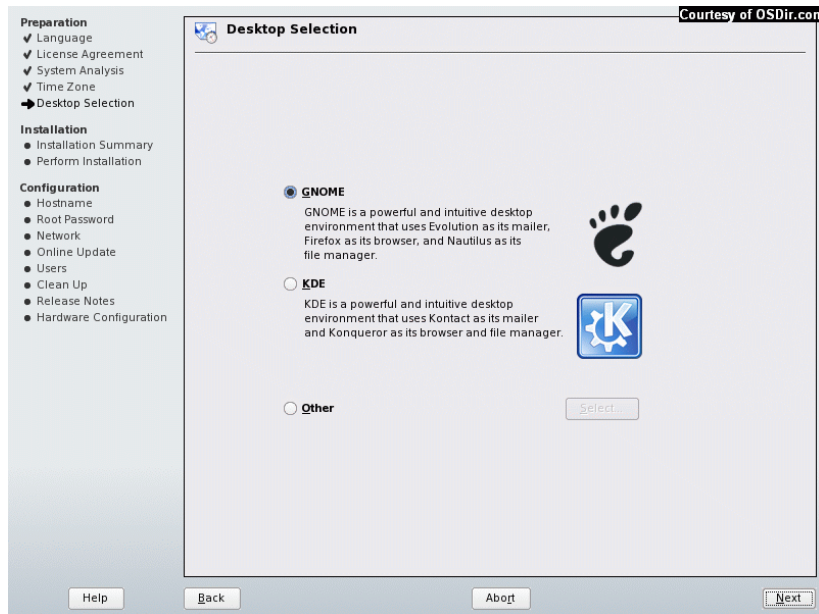 Courtesy of OSDir.com
Preparation
Language
License Agreement
System Analysis
Time Zone
Desktop Selection
Installation
Installation Summary
Perform Installation
Configuration
Hostname
Root Password
Network
Online Update
Users
Clean Up
Release Notes
Hardware Configuration
Desktop Selection
GNOME
GNOME is a powerful and intuitive desktop
environment that uses Evolution as its mailer,
Firefox as its browser, and Nautilus as its
file manager.
KDE
KDE is a powerful and intuitive desktop
environment that uses Kontact as its mailer
and Konqueror as its browser and file manager.
K
Other
Select...
Help
Back
Abort
Next